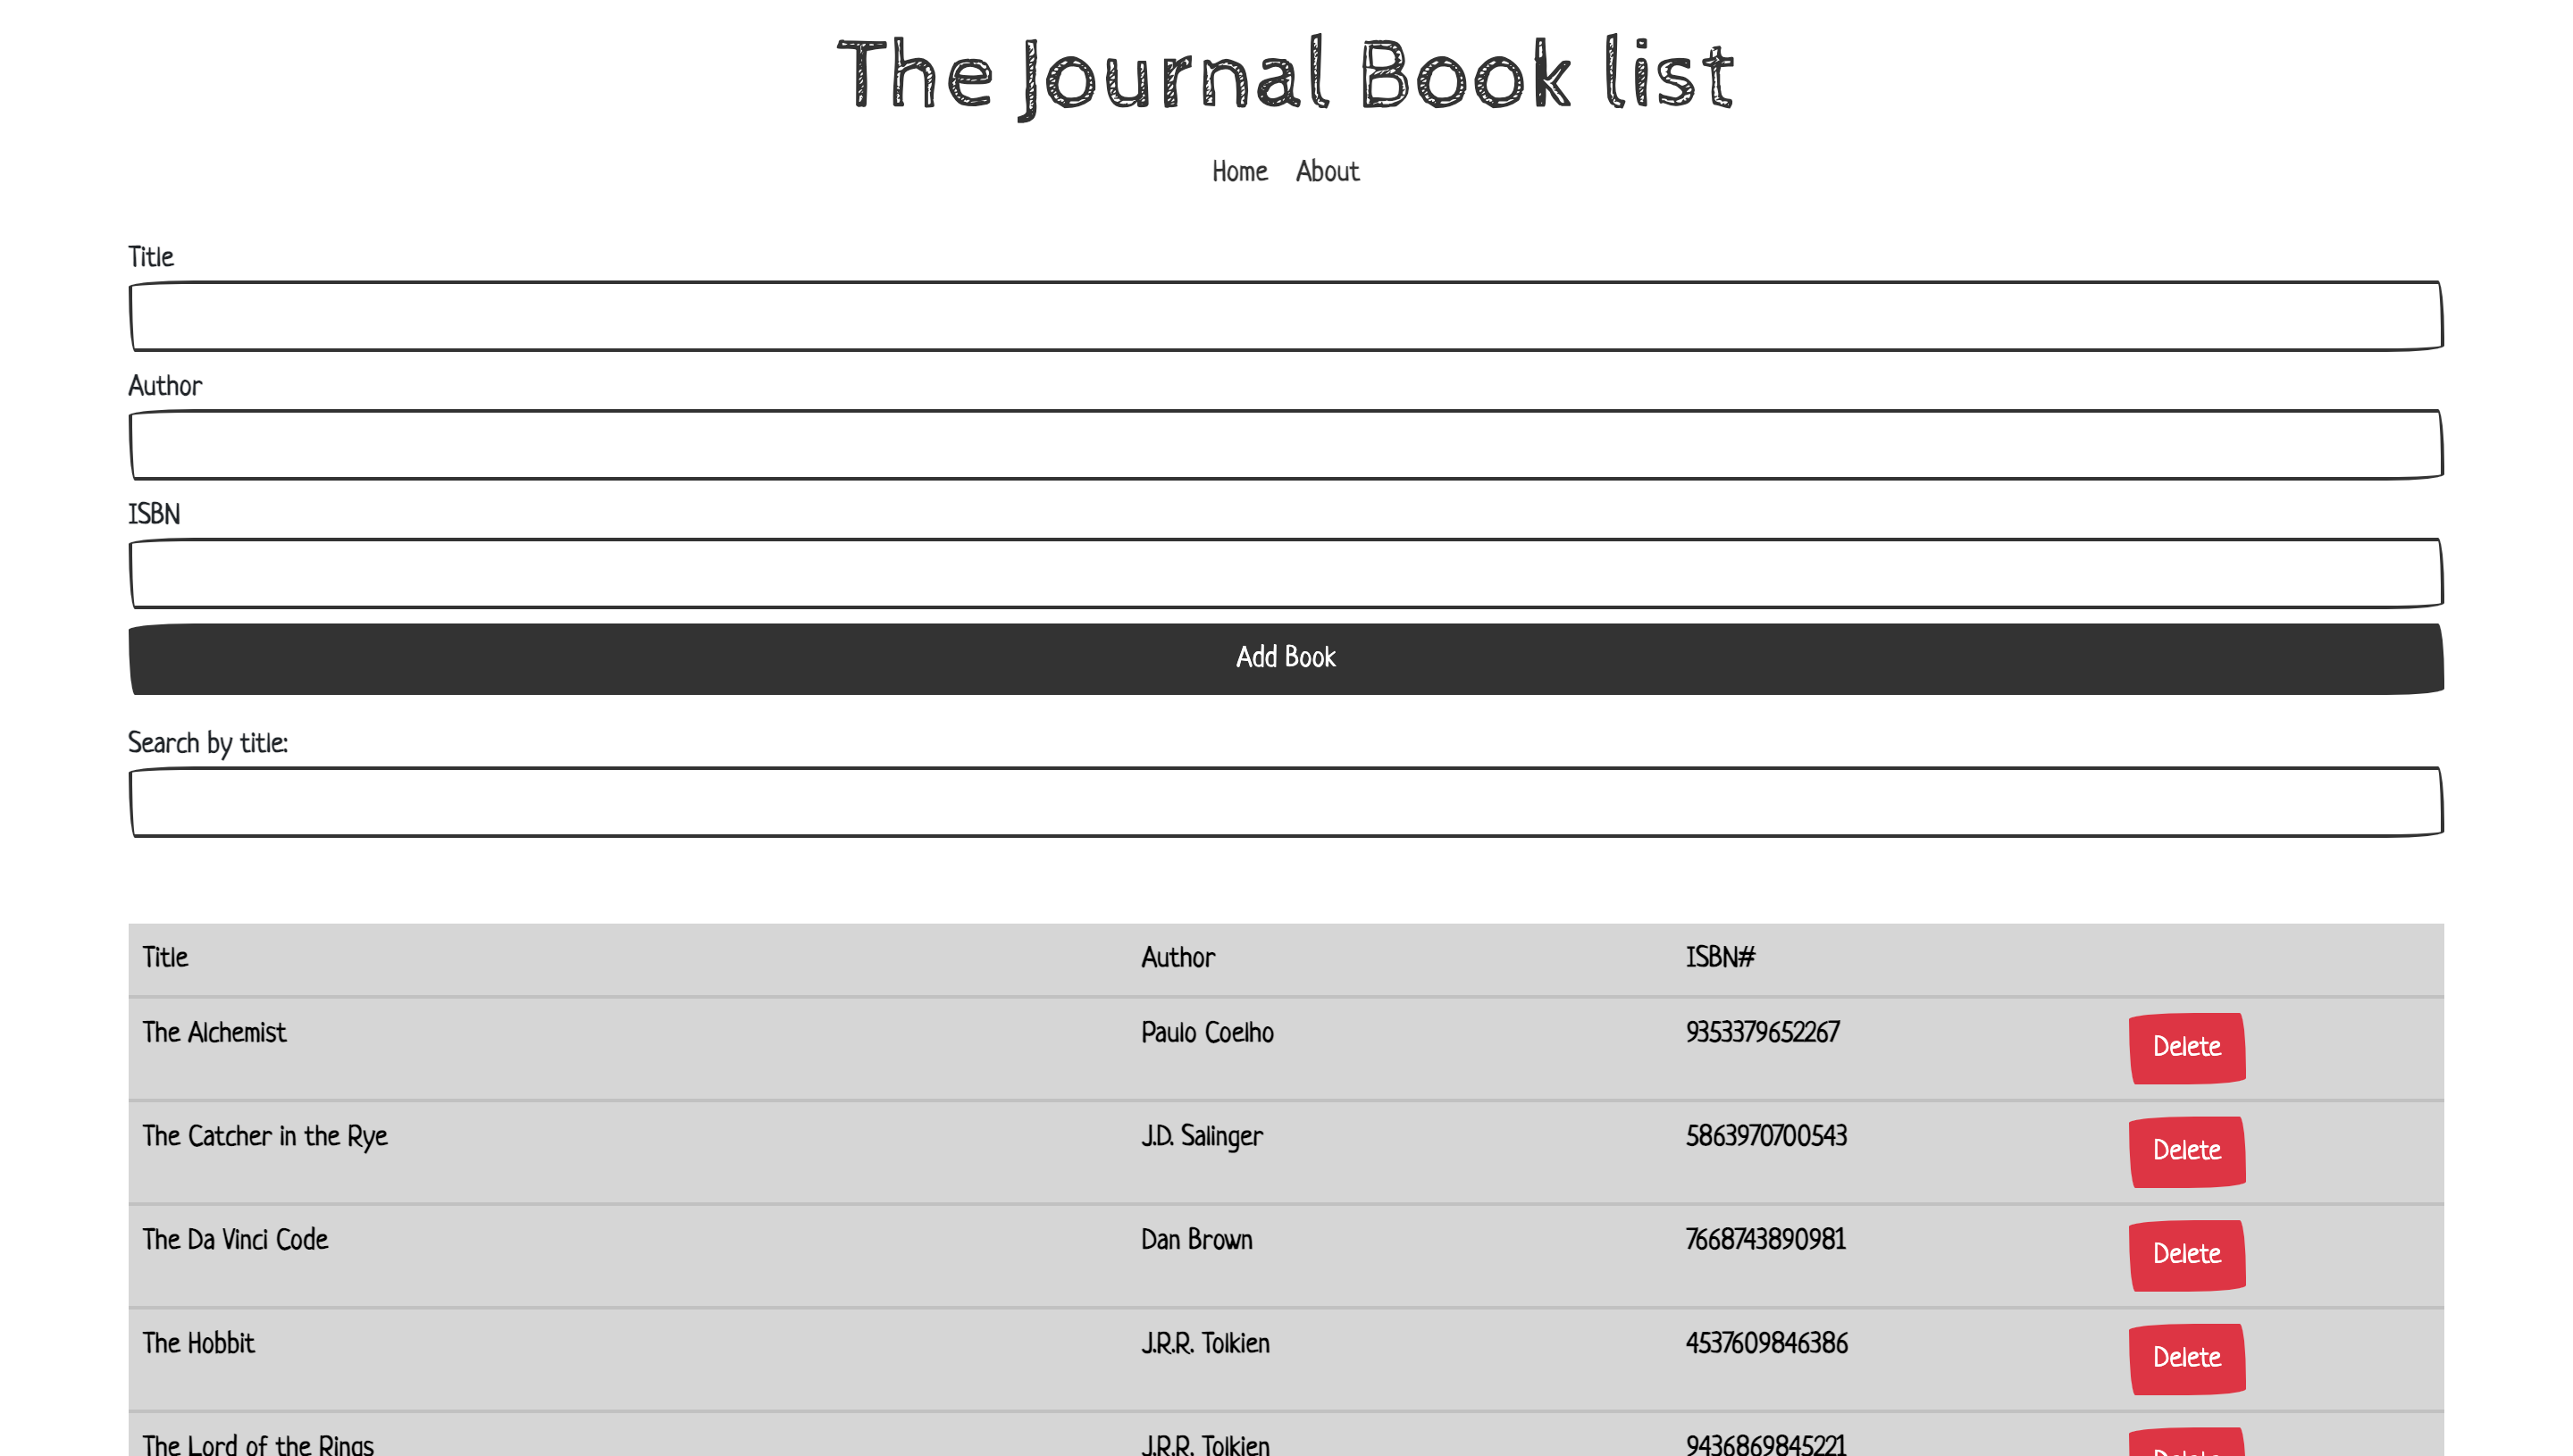 The Journal Book list
Home About
Title
Author
ISBN
Add Book
Search by title:
Title Author ISBN#
The Alchemist Paulo Coelho 9353379652267 Delete
The Catcher in the Rye J.D. Salinger 5863970700543 Delete
The Da Vinci Code Dan Brown 7668743890981 Delete
The Hobbit J.R.R. Tolkien 4537609846386 Delete
The Lord of the Rings J.R.R. Tolkien 9436869845221